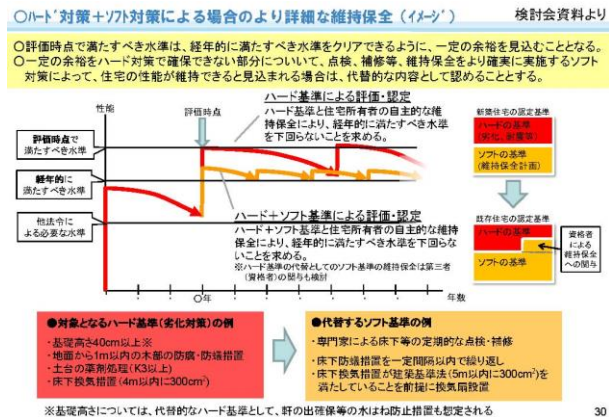 ○ハード対策+ソフト対策による場合のより詳細な維持保全(イメージ)
検討会資料より
○評価時点で満たすべき水準は、経年的に満たすべき水準をクリアできるように、一定の余裕を見込むこととなる。
○一定の余裕をハード対策で確保できない部分についいて、点検、補修等、維持保全をより確実に実施するソフト
対策によって、住宅の性能が維持できると見込まれる場合は、代替的な内容として認めることとする。
性能
評価時点
ハード基準による評価・認定
ハード基準と住宅所有者の自主的な維
持保全により、経年的に満たすべき水準
を下回らないことを求める。
評価時点で
満たすべき水準
経年的に
満たすべき水準
他法令に
よる必要な水準
ハード+ソフト基準による評価・認定
ハード+ソフト基準と住宅所有者の自主的な維持
保全により、経年的に満たすべき水準を下回らな
いことを求める。
※ハード基準の代替としてのソフト基準の維持保全は第三者
(資格者)の関与も検討
○年
年数
新築住宅の認定基準
ハードの基準
(劣化、耐震等)
ソフトの基準
(維持保全計画)
既存住宅の認定基準
ハードの基準
ソフトの基準
資格者
による
維持保全
への関与
●対象となるハード基準(劣化対策)の例
・基礎高さ40cm以上※
・地面から1m以内の木部の防腐・防蟻措置
・土台の薬剤処理(K3以上)
・床下換気措置(4m以内に300cm²)
●代替するソフト基準の例
・専門家による床下等の定期的な点検・補修
・床下防蟻措置を一定間隔以内で繰り返し
・床下換気措置が建築基準法(5m以内に300cm²)を
満たしていることを前提に換気扇設置
※基礎高さについては、代替的なハード基準として、軒の出確保等の水はね防止措置も想定される
30